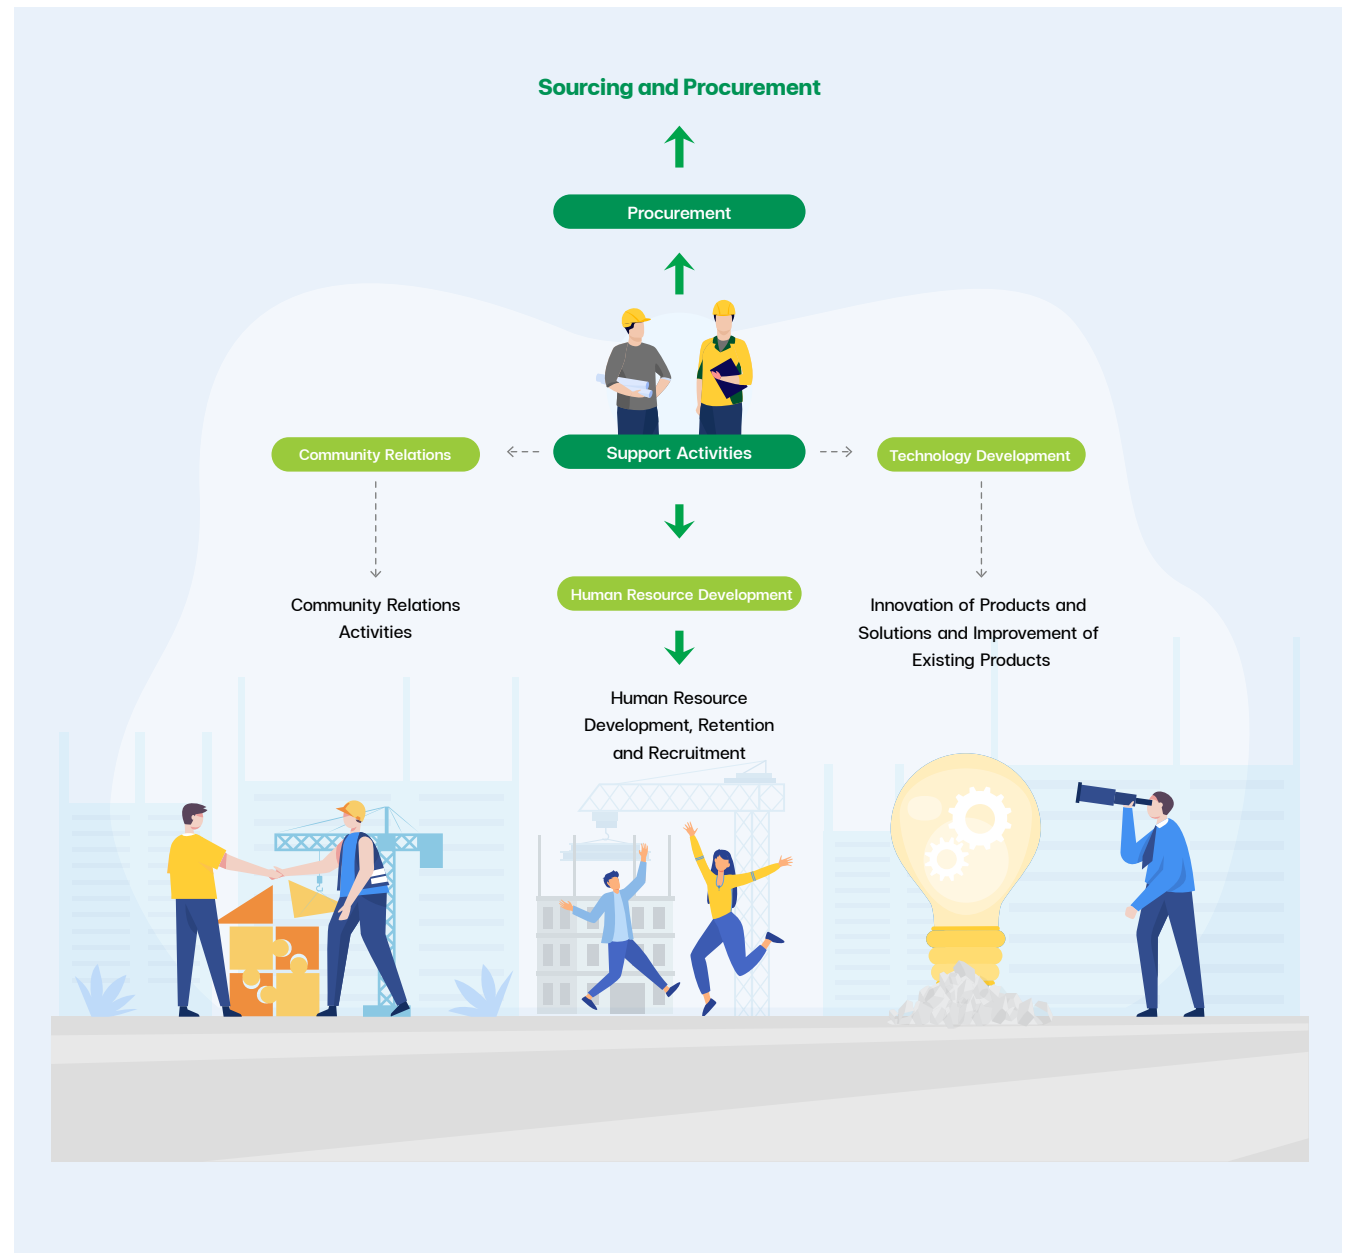 Sourcing and Procurement
Procurement
Community Relations
Support Activities
Technology Development
Community Relations
Activities
Human Resource Development
Innovation of Products and
Solutions and Improvement of
Existing Products
Human Resource
Development, Retention
and Recruitment